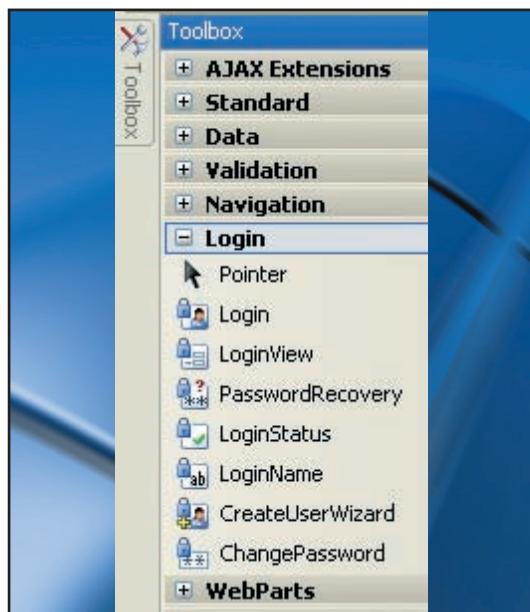 Toolbox
Toolbox
AJAX Extensions
Standard
Data
Validation
Navigation
Login
Pointer
Login
LoginView
PasswordRecovery
LoginStatus
LoginName
CreateUserWizard
ChangePassword
WebParts